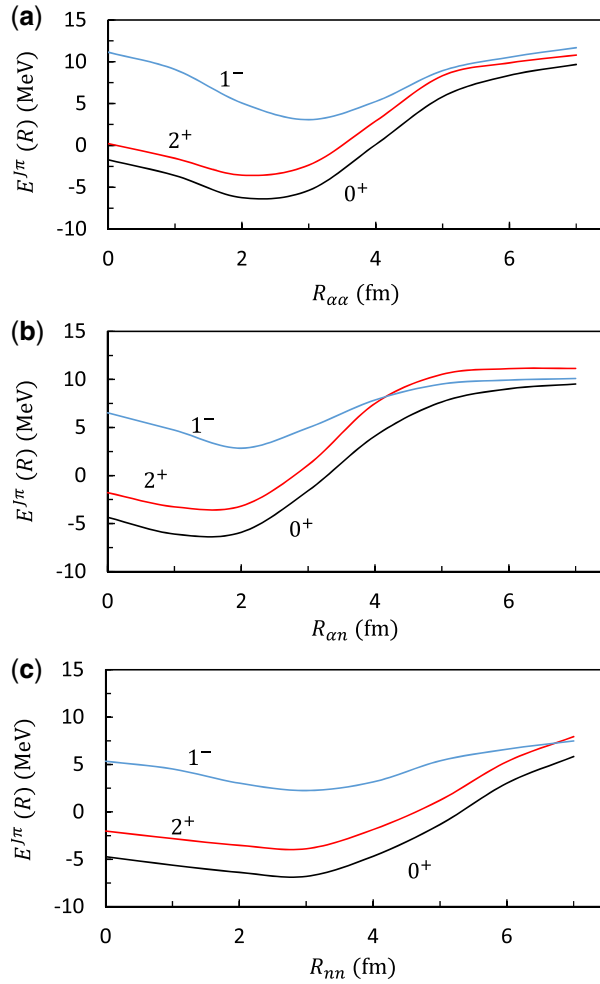 (a)
15
10
5
0
-5
-10
E^{Jπ} (R) (MeV)
1⁻
2⁺
0⁺
0 2 4 6
R_{αα} (fm)
(b)
15
10
5
0
-5
-10
E^{Jπ} (R) (MeV)
1⁻
2⁺
0⁺
0 2 4 6
R_{αn} (fm)
(c)
15
10
5
0
-5
-10
E^{Jπ} (R) (MeV)
1⁻
2⁺
0⁺
0 2 4 6
R_{nn} (fm)